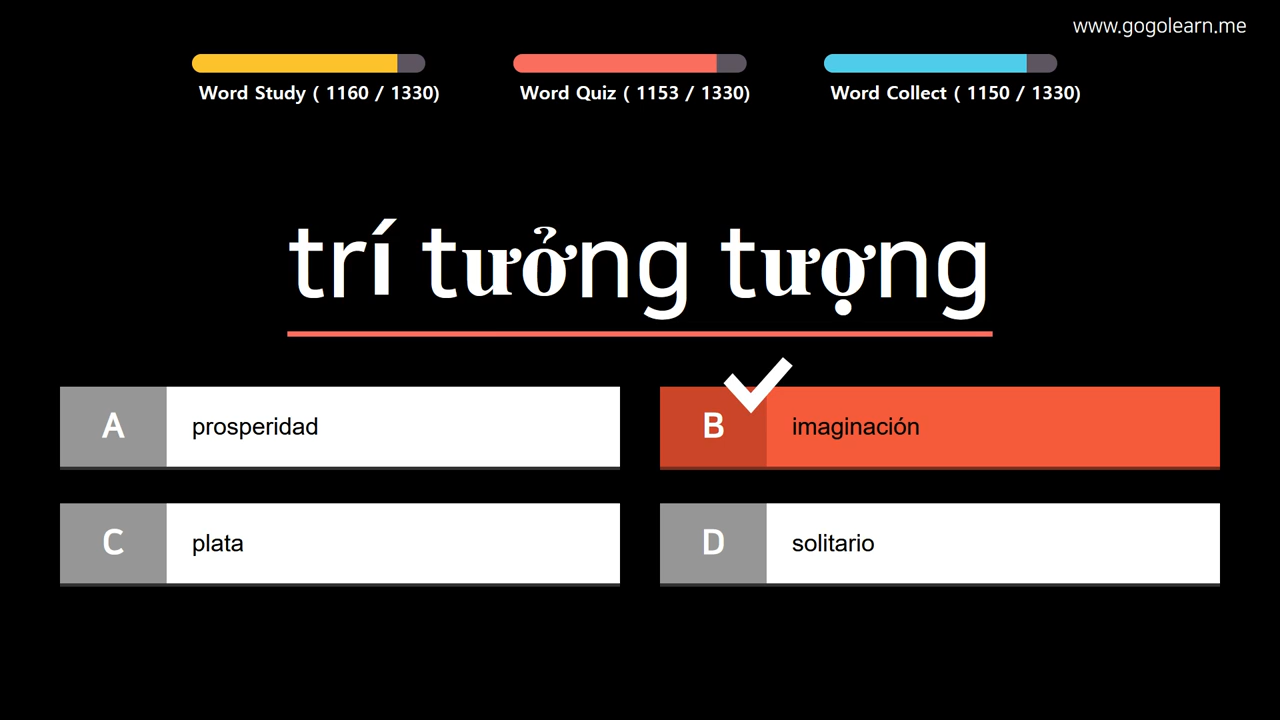 www.gogolearn.me
Word Study ( 1160 / 1330)
Word Quiz ( 1153 / 1330)
Word Collect ( 1150 / 1330)
trí tưởng tượng
A prosperidad
B imaginación
C plata
D solitario